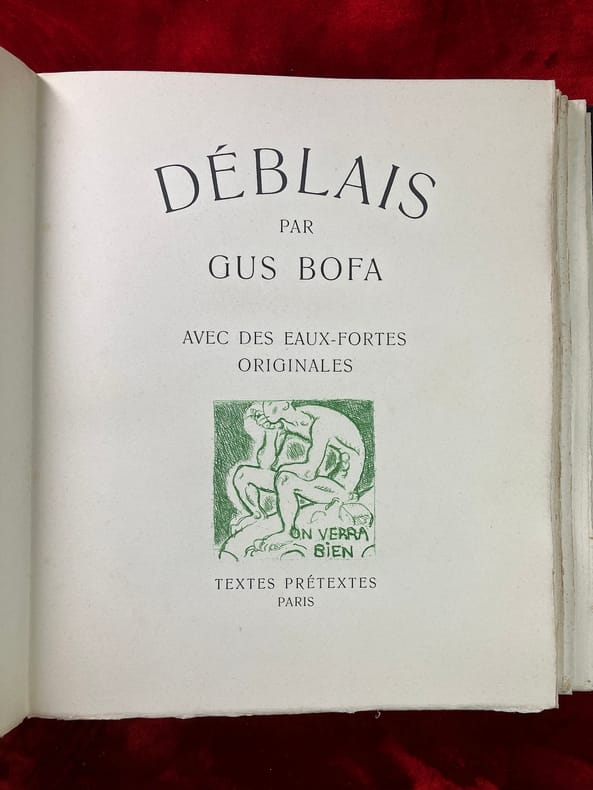 DÉBLAIS
PAR
GUS BOFA
AVEC DES EAUX-FORTES
ORIGINALES
ON VERRA
BIEN
TEXTES PRÉTEXTES
PARIS